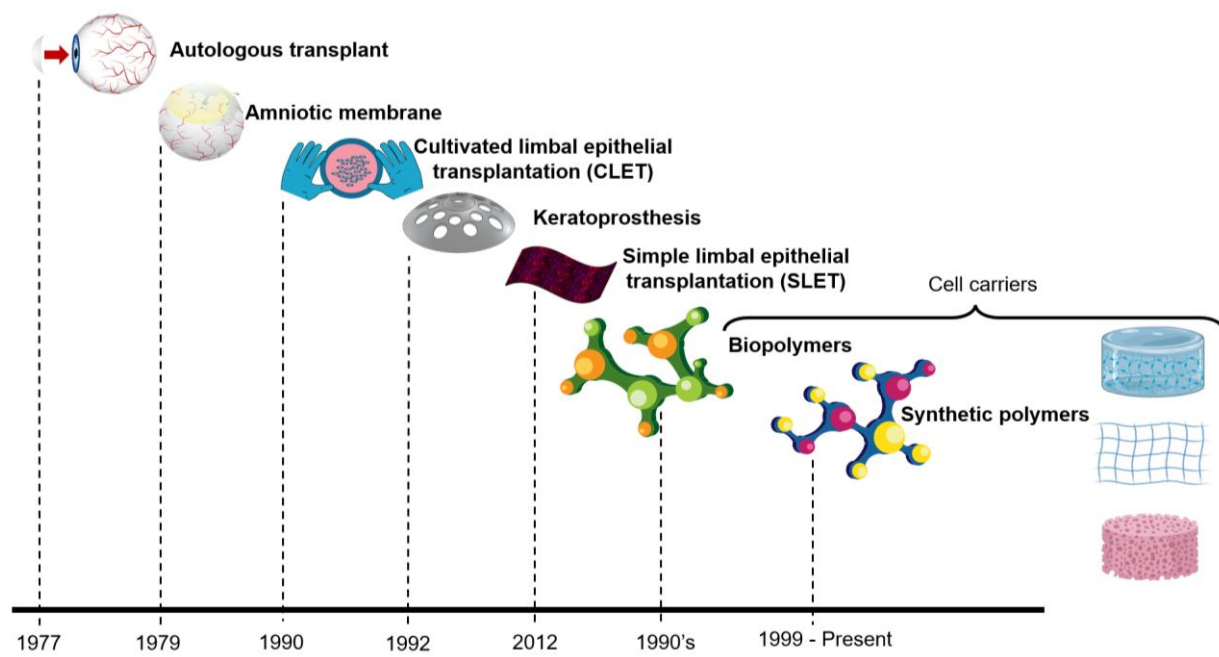 Autologous transplant
Amniotic membrane
Cultivated limbal epithelial
transplantation (CLET)
Keratoprosthesis
Simple limbal epithelial
transplantation (SLET)
Cell carriers
Biopolymers
Synthetic polymers
1977
1979
1990
1992
2012
1990's
1999 - Present